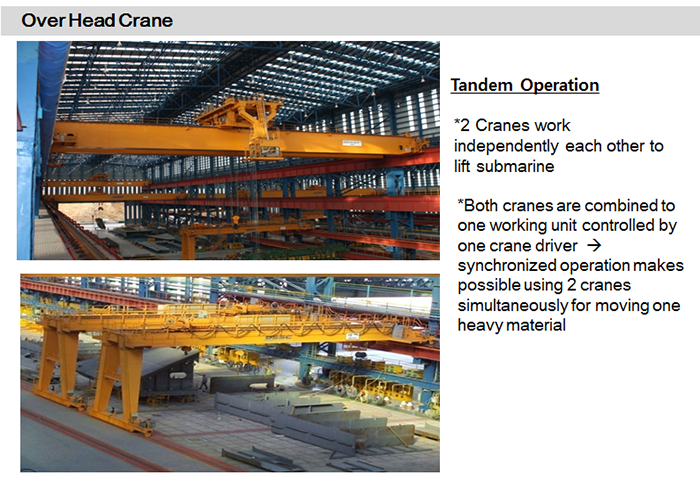 Over Head Crane
Tandem Operation
*2 Cranes work
independently each other to
lift submarine
*Both cranes are combined to
one working unit controlled by
one crane driver →
synchronized operation makes
possible using 2 cranes
simultaneously for moving one
heavy material